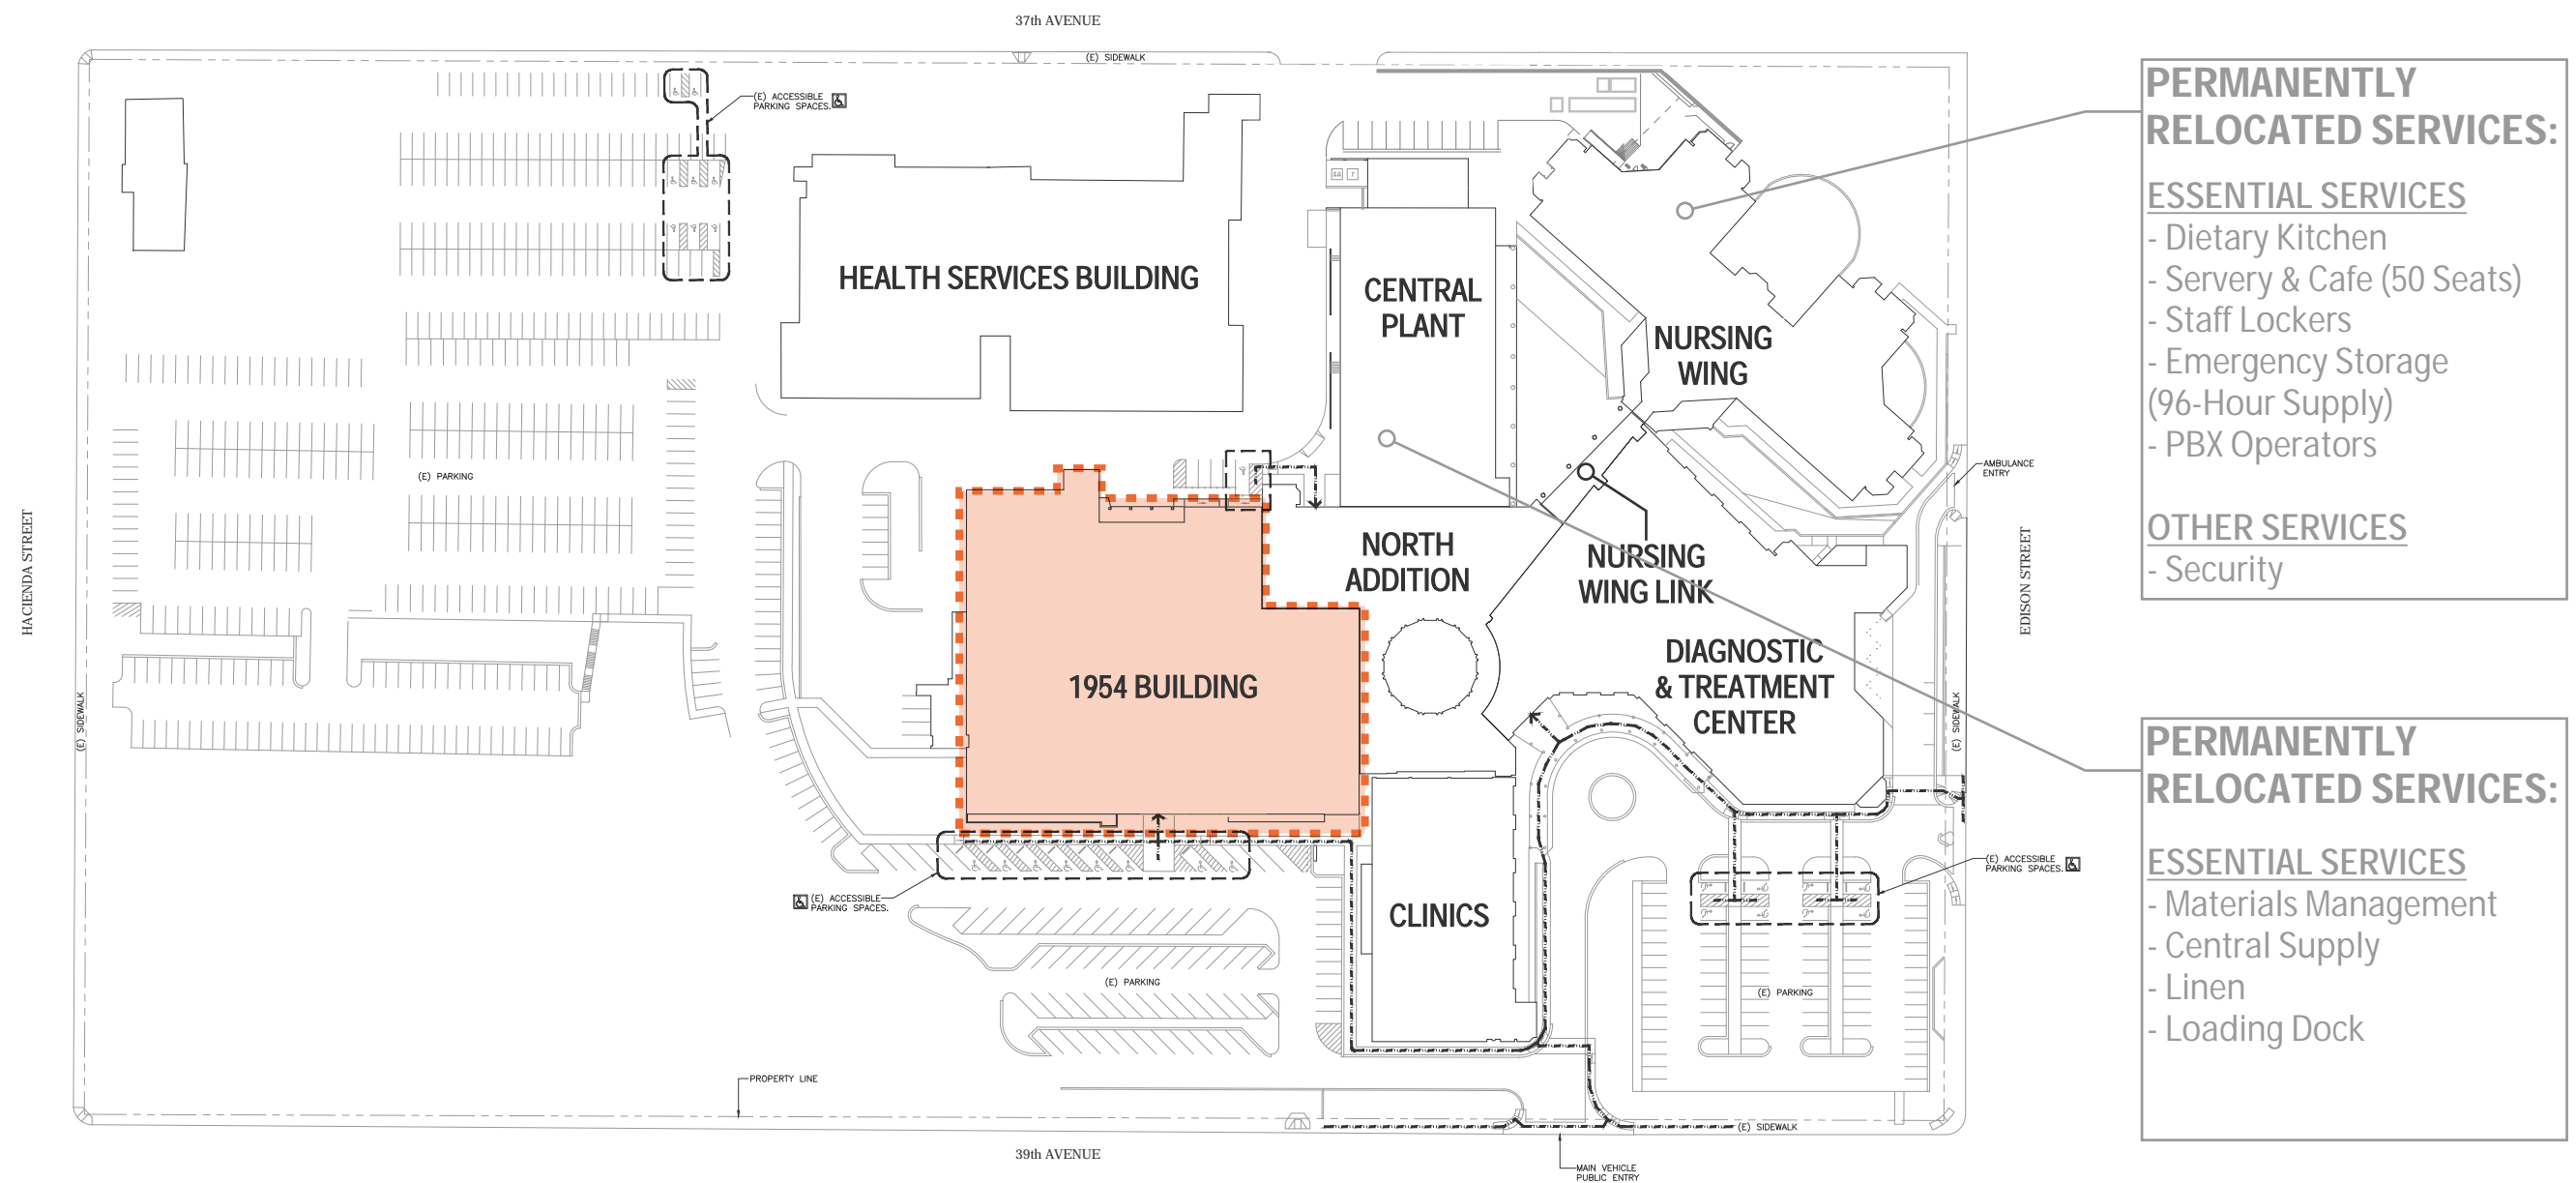 37th AVENUE
(E) SIDEWALK
(E) ACCESSIBLE
PARKING SPACES.
HEALTH SERVICES BUILDING
CENTRAL
PLANT
NURSING
WING
(E) PARKING
AMBULANCE
ENTRY
HACIENDA STREET
EDISON STREET
NORTH
ADDITION
NURSING
WING LINK
1954 BUILDING
DIAGNOSTIC
& TREATMENT
CENTER
(E) SIDEWALK
(E) SIDEWALK
(E) ACCESSIBLE
PARKING SPACES.
(E) ACCESSIBLE
PARKING SPACES.
CLINICS
(E) PARKING
(E) PARKING
PROPERTY LINE
(E) SIDEWALK
39th AVENUE
MAIN VEHICLE
PUBLIC ENTRY
PERMANENTLY
RELOCATED SERVICES:
ESSENTIAL SERVICES
- Dietary Kitchen
- Servery & Cafe (50 Seats)
- Staff Lockers
- Emergency Storage
(96-Hour Supply)
- PBX Operators
OTHER SERVICES
- Security
PERMANENTLY
RELOCATED SERVICES:
ESSENTIAL SERVICES
- Materials Management
- Central Supply
- Linen
- Loading Dock